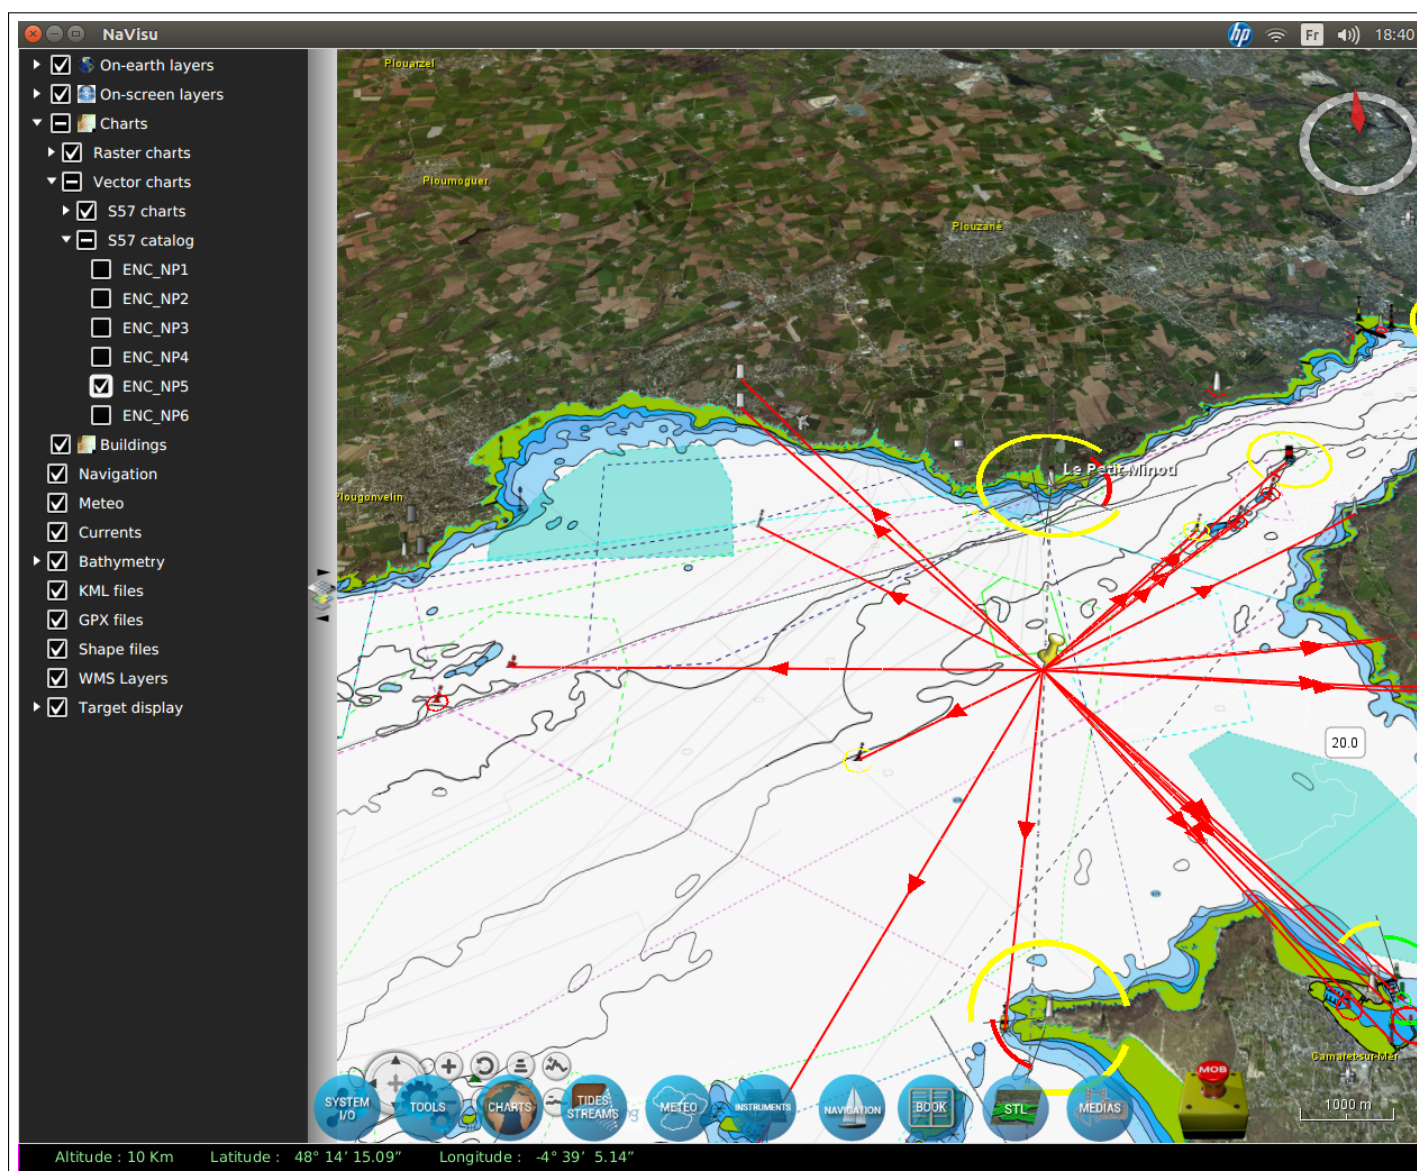 NaVisu
hp
Fr
18:40
On-earth layers
On-screen layers
Charts
Raster charts
Vector charts
S57 charts
S57 catalog
ENC_NP1
ENC_NP2
ENC_NP3
ENC_NP4
ENC_NP5
ENC_NP6
Buildings
Navigation
Meteo
Currents
Bathymetry
KML files
GPX files
Shape files
WMS Layers
Target display
Plouarzel
Ploumoguer
Plouzané
Le Petit Minou
Plougonvelin
20.0
Camaret-sur-Mer
SYSTEM I/O
TOOLS
CHARTS
TIDES STREAMS
METEO
INSTRUMENTS
NAVIGATION
BOOK
STL
MEDIAS
MOB
1000 m
Altitude : 10 Km Latitude : 48° 14’ 15.09” Longitude : -4° 39’ 5.14”